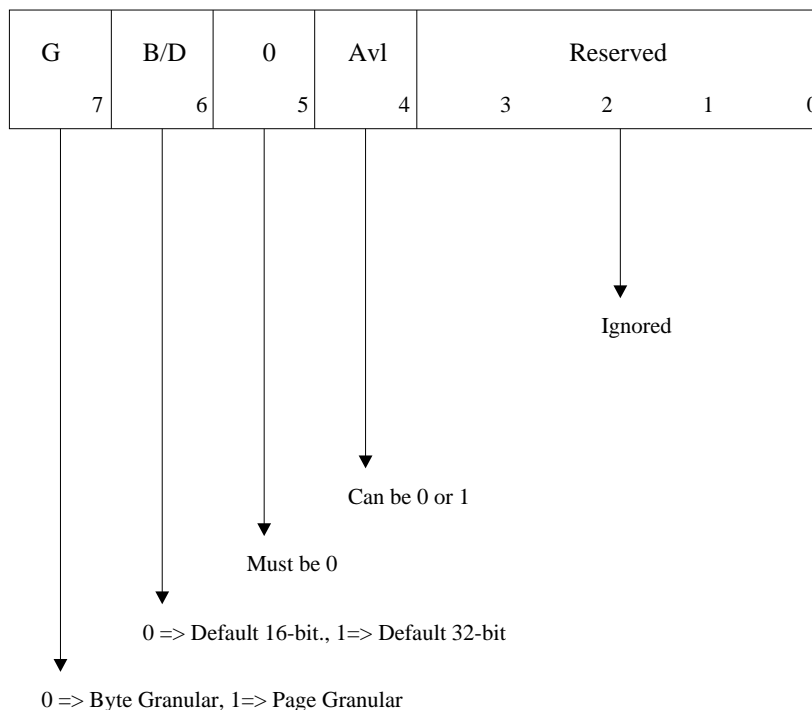 G B/D 0 Avl Reserved
7 6 5 4 3 2 1 0
Ignored
Can be 0 or 1
Must be 0
0 => Default 16-bit., 1=> Default 32-bit
0 => Byte Granular, 1=> Page Granular